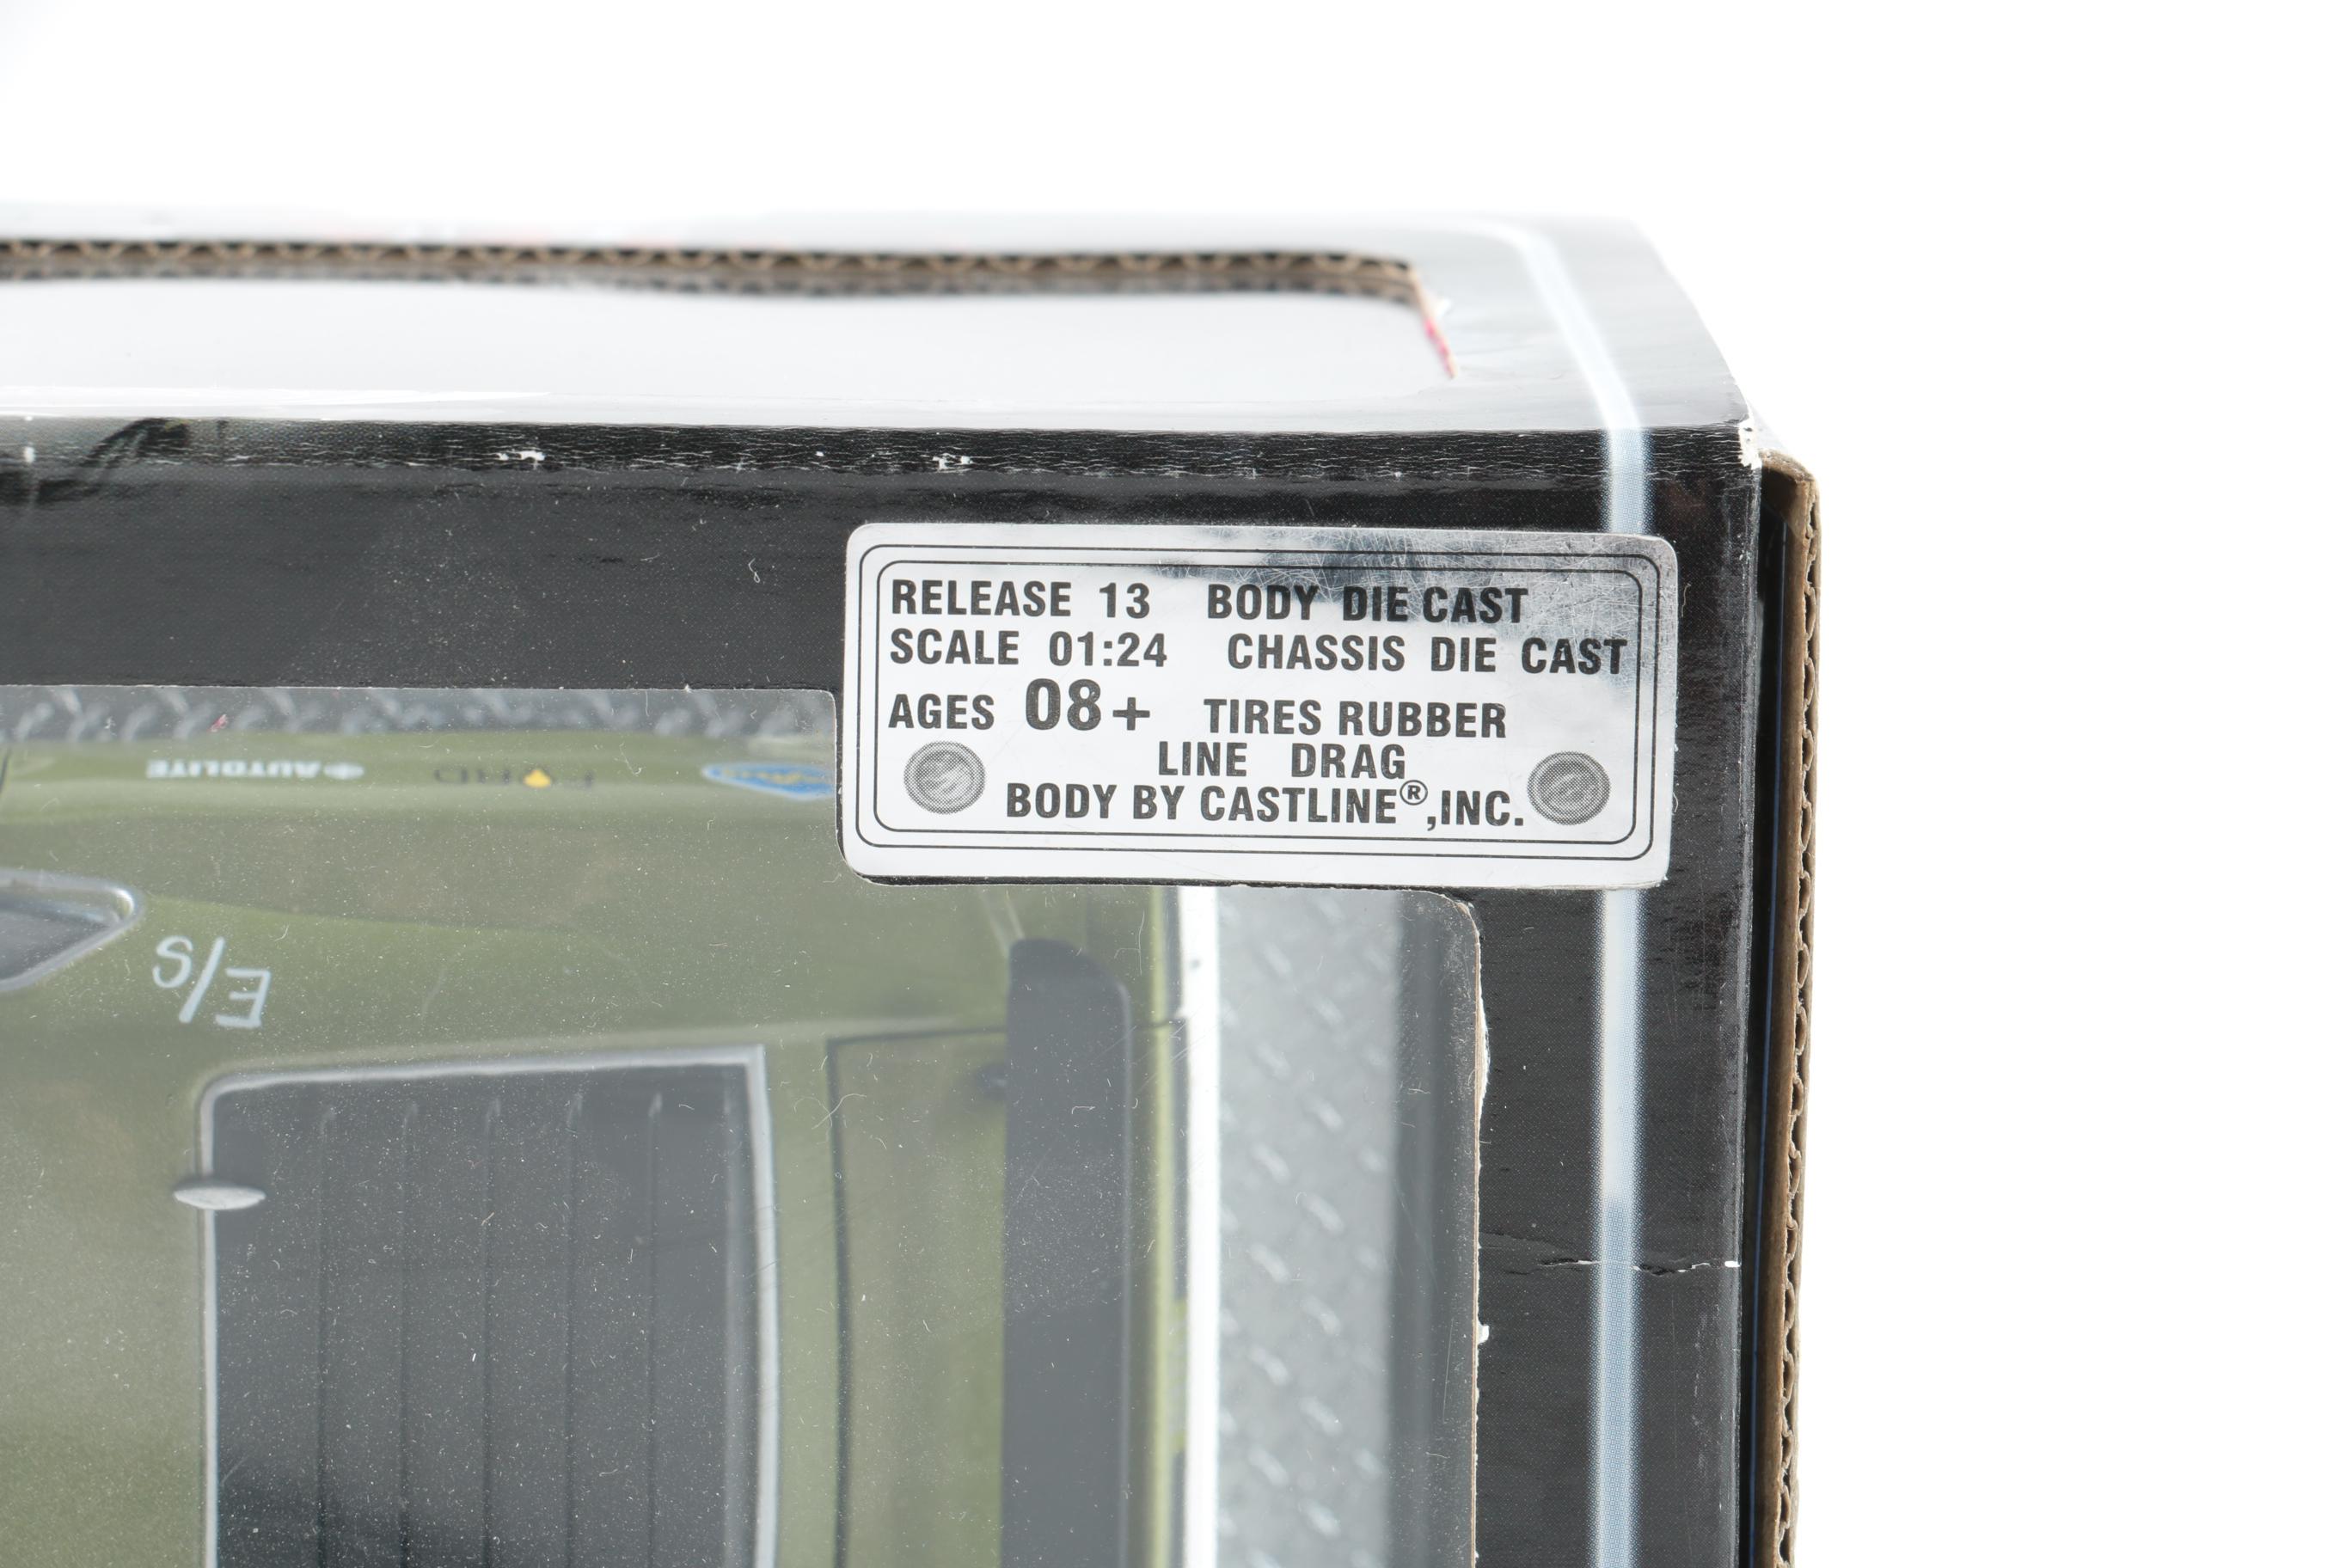 RELEASE 13 BODY DIE CAST
SCALE 01:24 CHASSIS DIE CAST
AGES 08+ TIRES RUBBER
LINE DRAG
BODY BY CASTLINE®,INC.
AUTOLITE
E/S